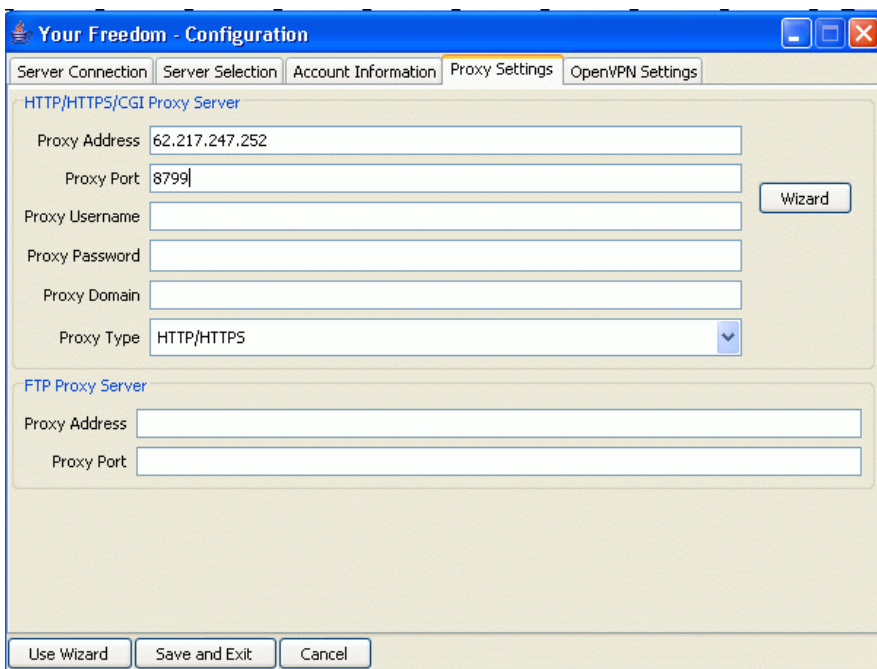 Your Freedom - Configuration
Server Connection Server Selection Account Information Proxy Settings OpenVPN Settings
HTTP/HTTPS/CGI Proxy Server
Proxy Address 62.217.247.252
Proxy Port 8799
Wizard
Proxy Username
Proxy Password
Proxy Domain
Proxy Type HTTP/HTTPS
FTP Proxy Server
Proxy Address
Proxy Port
Use Wizard Save and Exit Cancel